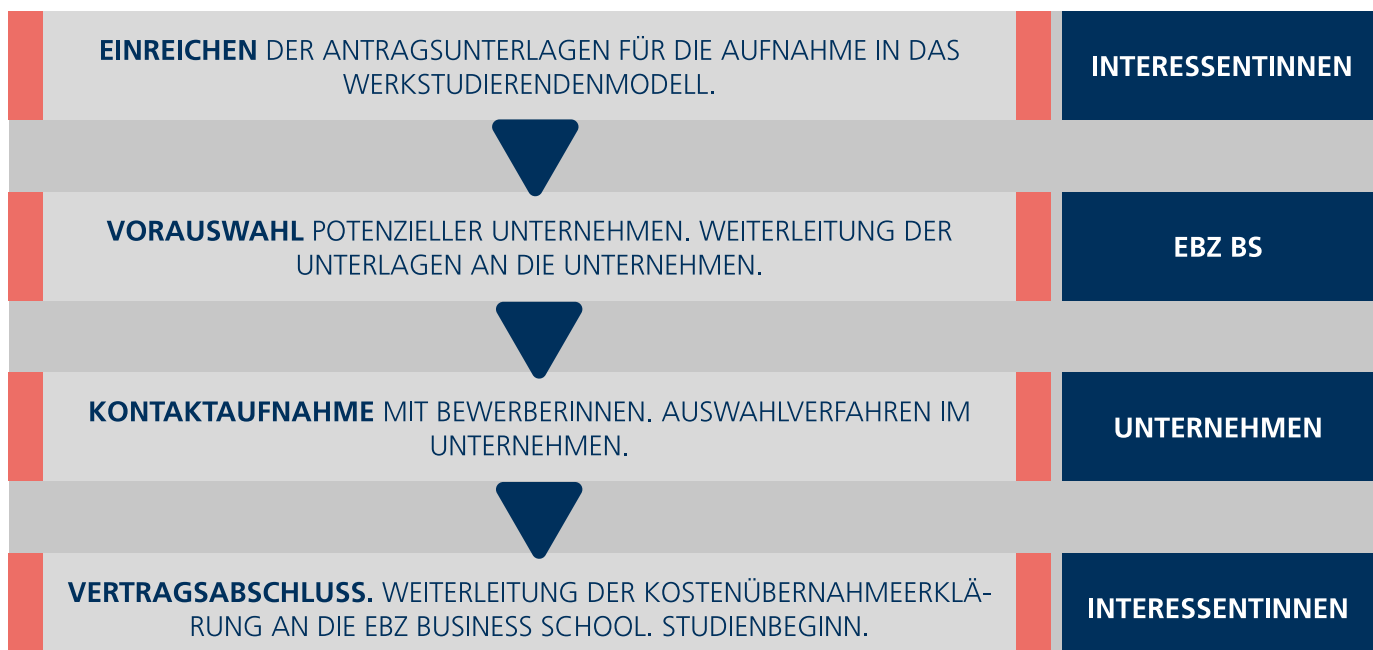 EINREICHEN DER ANTRAGSUNTERLAGEN FÜR DIE AUFNAHME IN DAS
WERKSTUDIERENDENMODELL.
INTERESSENTINNEN
VORAUSWAHL POTENZIELLER UNTERNEHMEN. WEITERLEITUNG DER
UNTERLAGEN AN DIE UNTERNEHMEN.
EBZ BS
KONTAKTAUFNAHME MIT BEWERBERINNEN. AUSWAHLVERFAHREN IM
UNTERNEHMEN.
UNTERNEHMEN
VERTRAGSABSCHLUSS. WEITERLEITUNG DER KOSTENÜBERNAHMEERKLÄ-
RUNG AN DIE EBZ BUSINESS SCHOOL. STUDIENBEGINN.
INTERESSENTINNEN